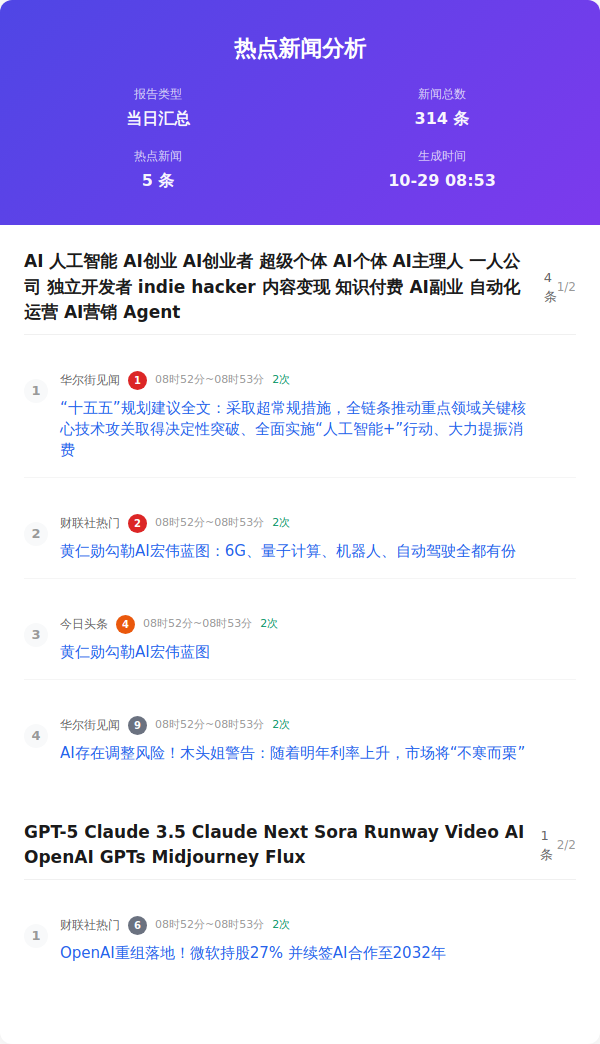 热点新闻分析
报告类型
当日汇总
新闻总数
314 条
热点新闻
5 条
生成时间
10-29 08:53
AI 人工智能 AI创业 AI创业者 超级个体 AI个体 AI主理人 一人公
司 独立开发者 indie hacker 内容变现 知识付费 AI副业 自动化
运营 AI营销 Agent
4
条
1/2
1
华尔街见闻 1 08时52分~08时53分 2次
“十五五”规划建议全文：采取超常规措施，全链条推动重点领域关键核
心技术攻关取得决定性突破、全面实施“人工智能+”行动、大力提振消
费
2
财联社热门 2 08时52分~08时53分 2次
黄仁勋勾勒AI宏伟蓝图：6G、量子计算、机器人、自动驾驶全都有份
3
今日头条 4 08时52分~08时53分 2次
黄仁勋勾勒AI宏伟蓝图
4
华尔街见闻 9 08时52分~08时53分 2次
AI存在调整风险！木头姐警告：随着明年利率上升，市场将“不寒而栗”
GPT-5 Claude 3.5 Claude Next Sora Runway Video AI
OpenAI GPTs Midjourney Flux
1
条
2/2
1
财联社热门 6 08时52分~08时53分 2次
OpenAI重组落地！微软持股27% 并续签AI合作至2032年